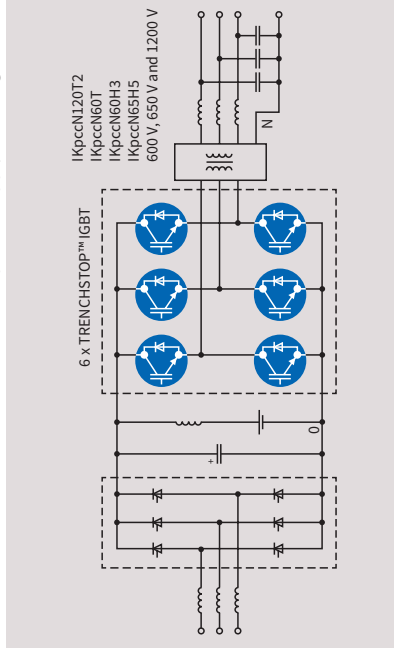 IKpccN120T2
IKpccN60T
IKpccN60H3
IKpccN65H5
600 V, 650 V and 1200 V
6 x TRENCHSTOP™ IGBT
N
+
0